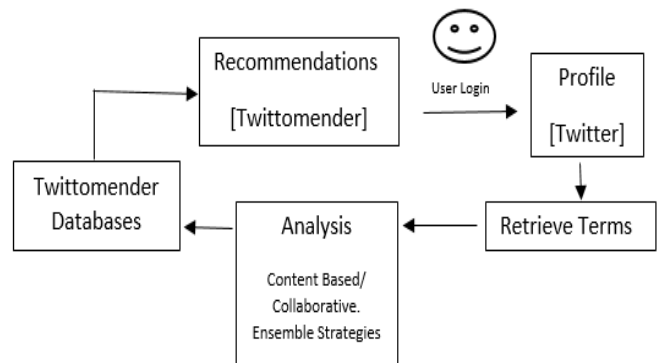 Recommendations
[Twittomender]
User Login
Profile
[Twitter]
Twittomender
Databases
Analysis
Content Based/
Collaborative.
Ensemble Strategies
Retrieve Terms